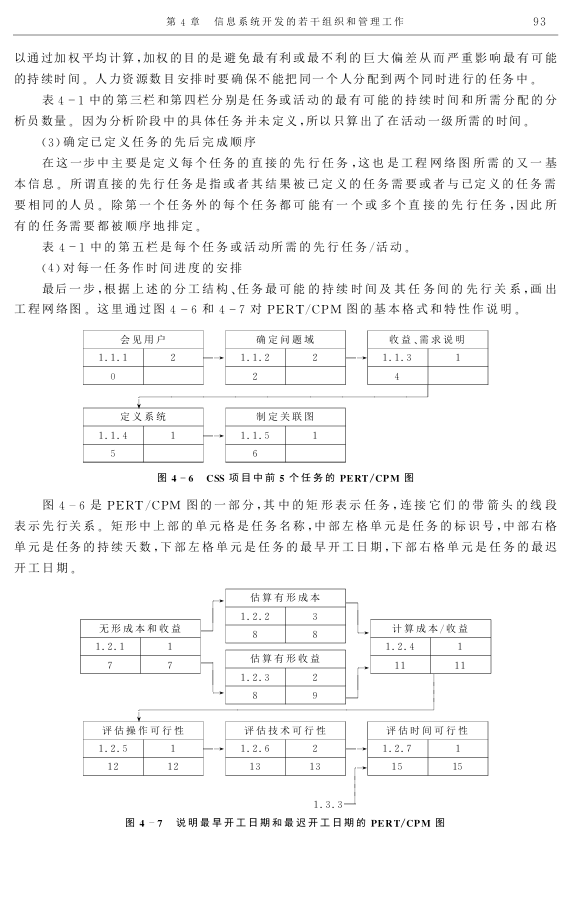 第 4 章　信息系统开发的若干组织和管理工作　93
以通过加权平均计算,加权的目的是避免最有利或最不利的巨大偏差从而严重影响最有可能
的持续时间。人力资源数目安排时要确保不能把同一个人分配到两个同时进行的任务中。
表 4-1 中的第三栏和第四栏分别是任务或活动的最有可能的持续时间和所需分配的分
析员数量。因为分析阶段中的具体任务并未定义,所以只算出了在活动一级所需的时间。
(3)确定已定义任务的先后完成顺序
在这一步中主要是定义每个任务的直接的先行任务,这也是工程网络图所需的又一基
本信息。所谓直接的先行任务是指或者其结果被已定义的任务需要或者与已定义的任务需
要相同的人员。除第一个任务外的每个任务都可能有一个或多个直接的先行任务,因此所
有的任务需要都被顺序地排定。
表 4-1 中的第五栏是每个任务或活动所需的先行任务/活动。
(4)对每一任务作时间进度的安排
最后一步,根据上述的分工结构、任务最可能的持续时间及其任务间的先行关系,画出
工程网络图。这里通过图 4-6 和 4-7 对 PERT/CPM 图的基本格式和特性作说明。
会见用户　确定问题域　收益、需求说明
1.1.1　2　1.1.2　2　1.1.3　1
0　2　4
定义系统　制定关联图
1.1.4　1　1.1.5　1
5　6
图 4-6　CSS 项目中前 5 个任务的 PERT/CPM 图
图 4-6 是 PERT/CPM 图的一部分,其中的矩形表示任务,连接它们的带箭头的线段
表示先行关系。矩形中上部的单元格是任务名称,中部左格单元是任务的标识号,中部右格
单元是任务的持续天数,下部左格单元是任务的最早开工日期,下部右格单元是任务的最迟
开工日期。
估算有形成本
1.2.2　3
8　8
无形成本和收益　计算成本/收益
1.2.1　1　1.2.4　1
7　7　11　11
估算有形收益
1.2.3　2
8　9
评估操作可行性　评估技术可行性　评估时间可行性
1.2.5　1　1.2.6　2　1.2.7　1
12　12　13　13　15　15
1.3.3
图 4-7　说明最早开工日期和最迟开工日期的 PERT/CPM 图